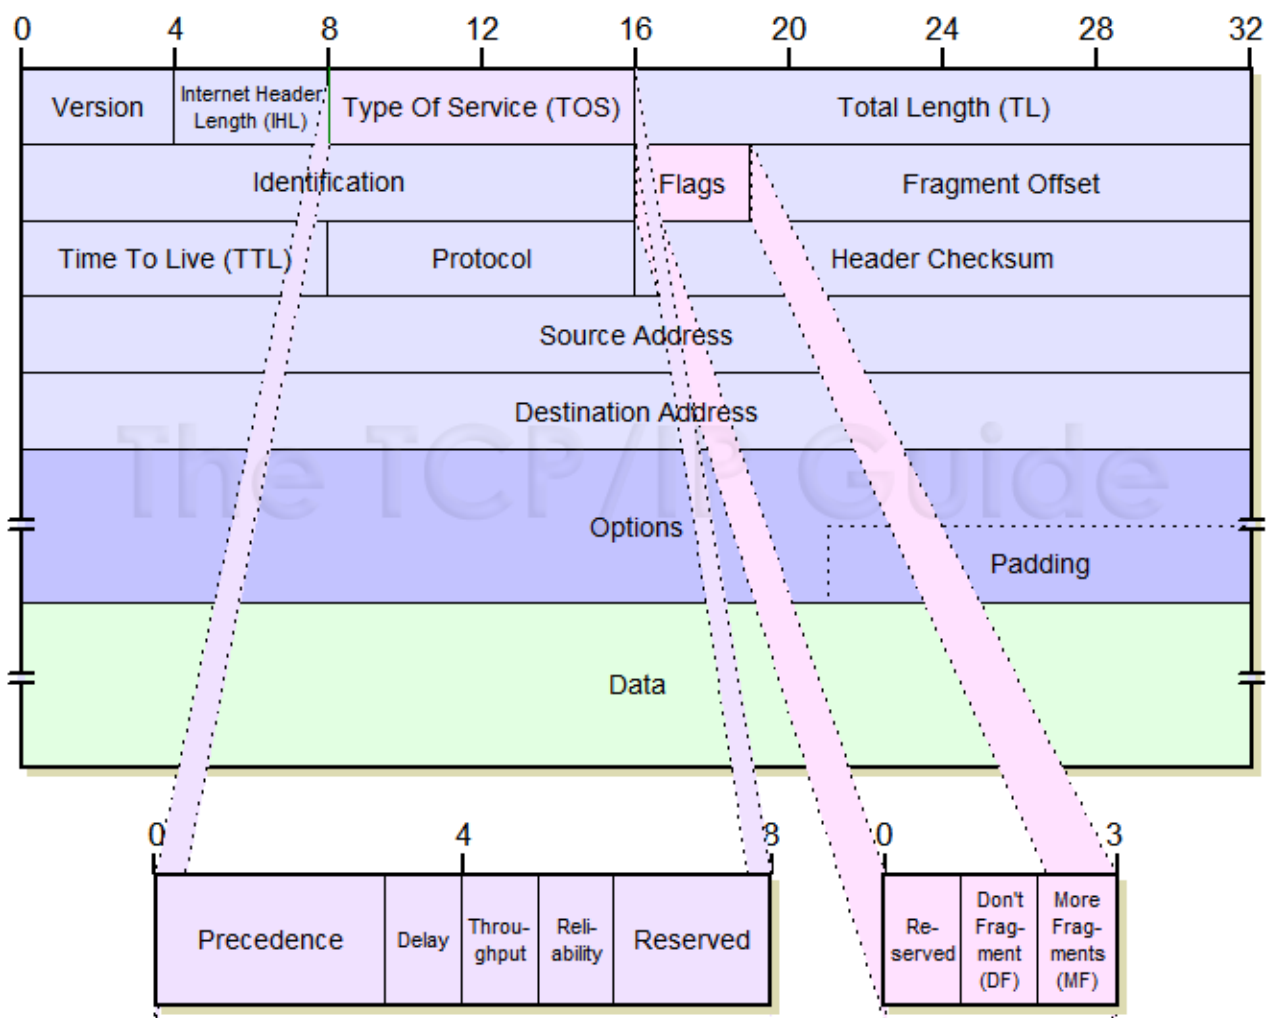 0 4 8 12 16 20 24 28 32
Version
Internet Header
Length (IHL)
Type Of Service (TOS)
Total Length (TL)
Identification
Flags
Fragment Offset
Time To Live (TTL)
Protocol
Header Checksum
Source Address
Destination Address
The TCP/IP Guide
Options
Padding
Data
0 4 8
0 3
Precedence
Delay
Throu-
ghput
Reli-
ability
Reserved
Re-
served
Don't
Frag-
ment
(DF)
More
Frag-
ments
(MF)